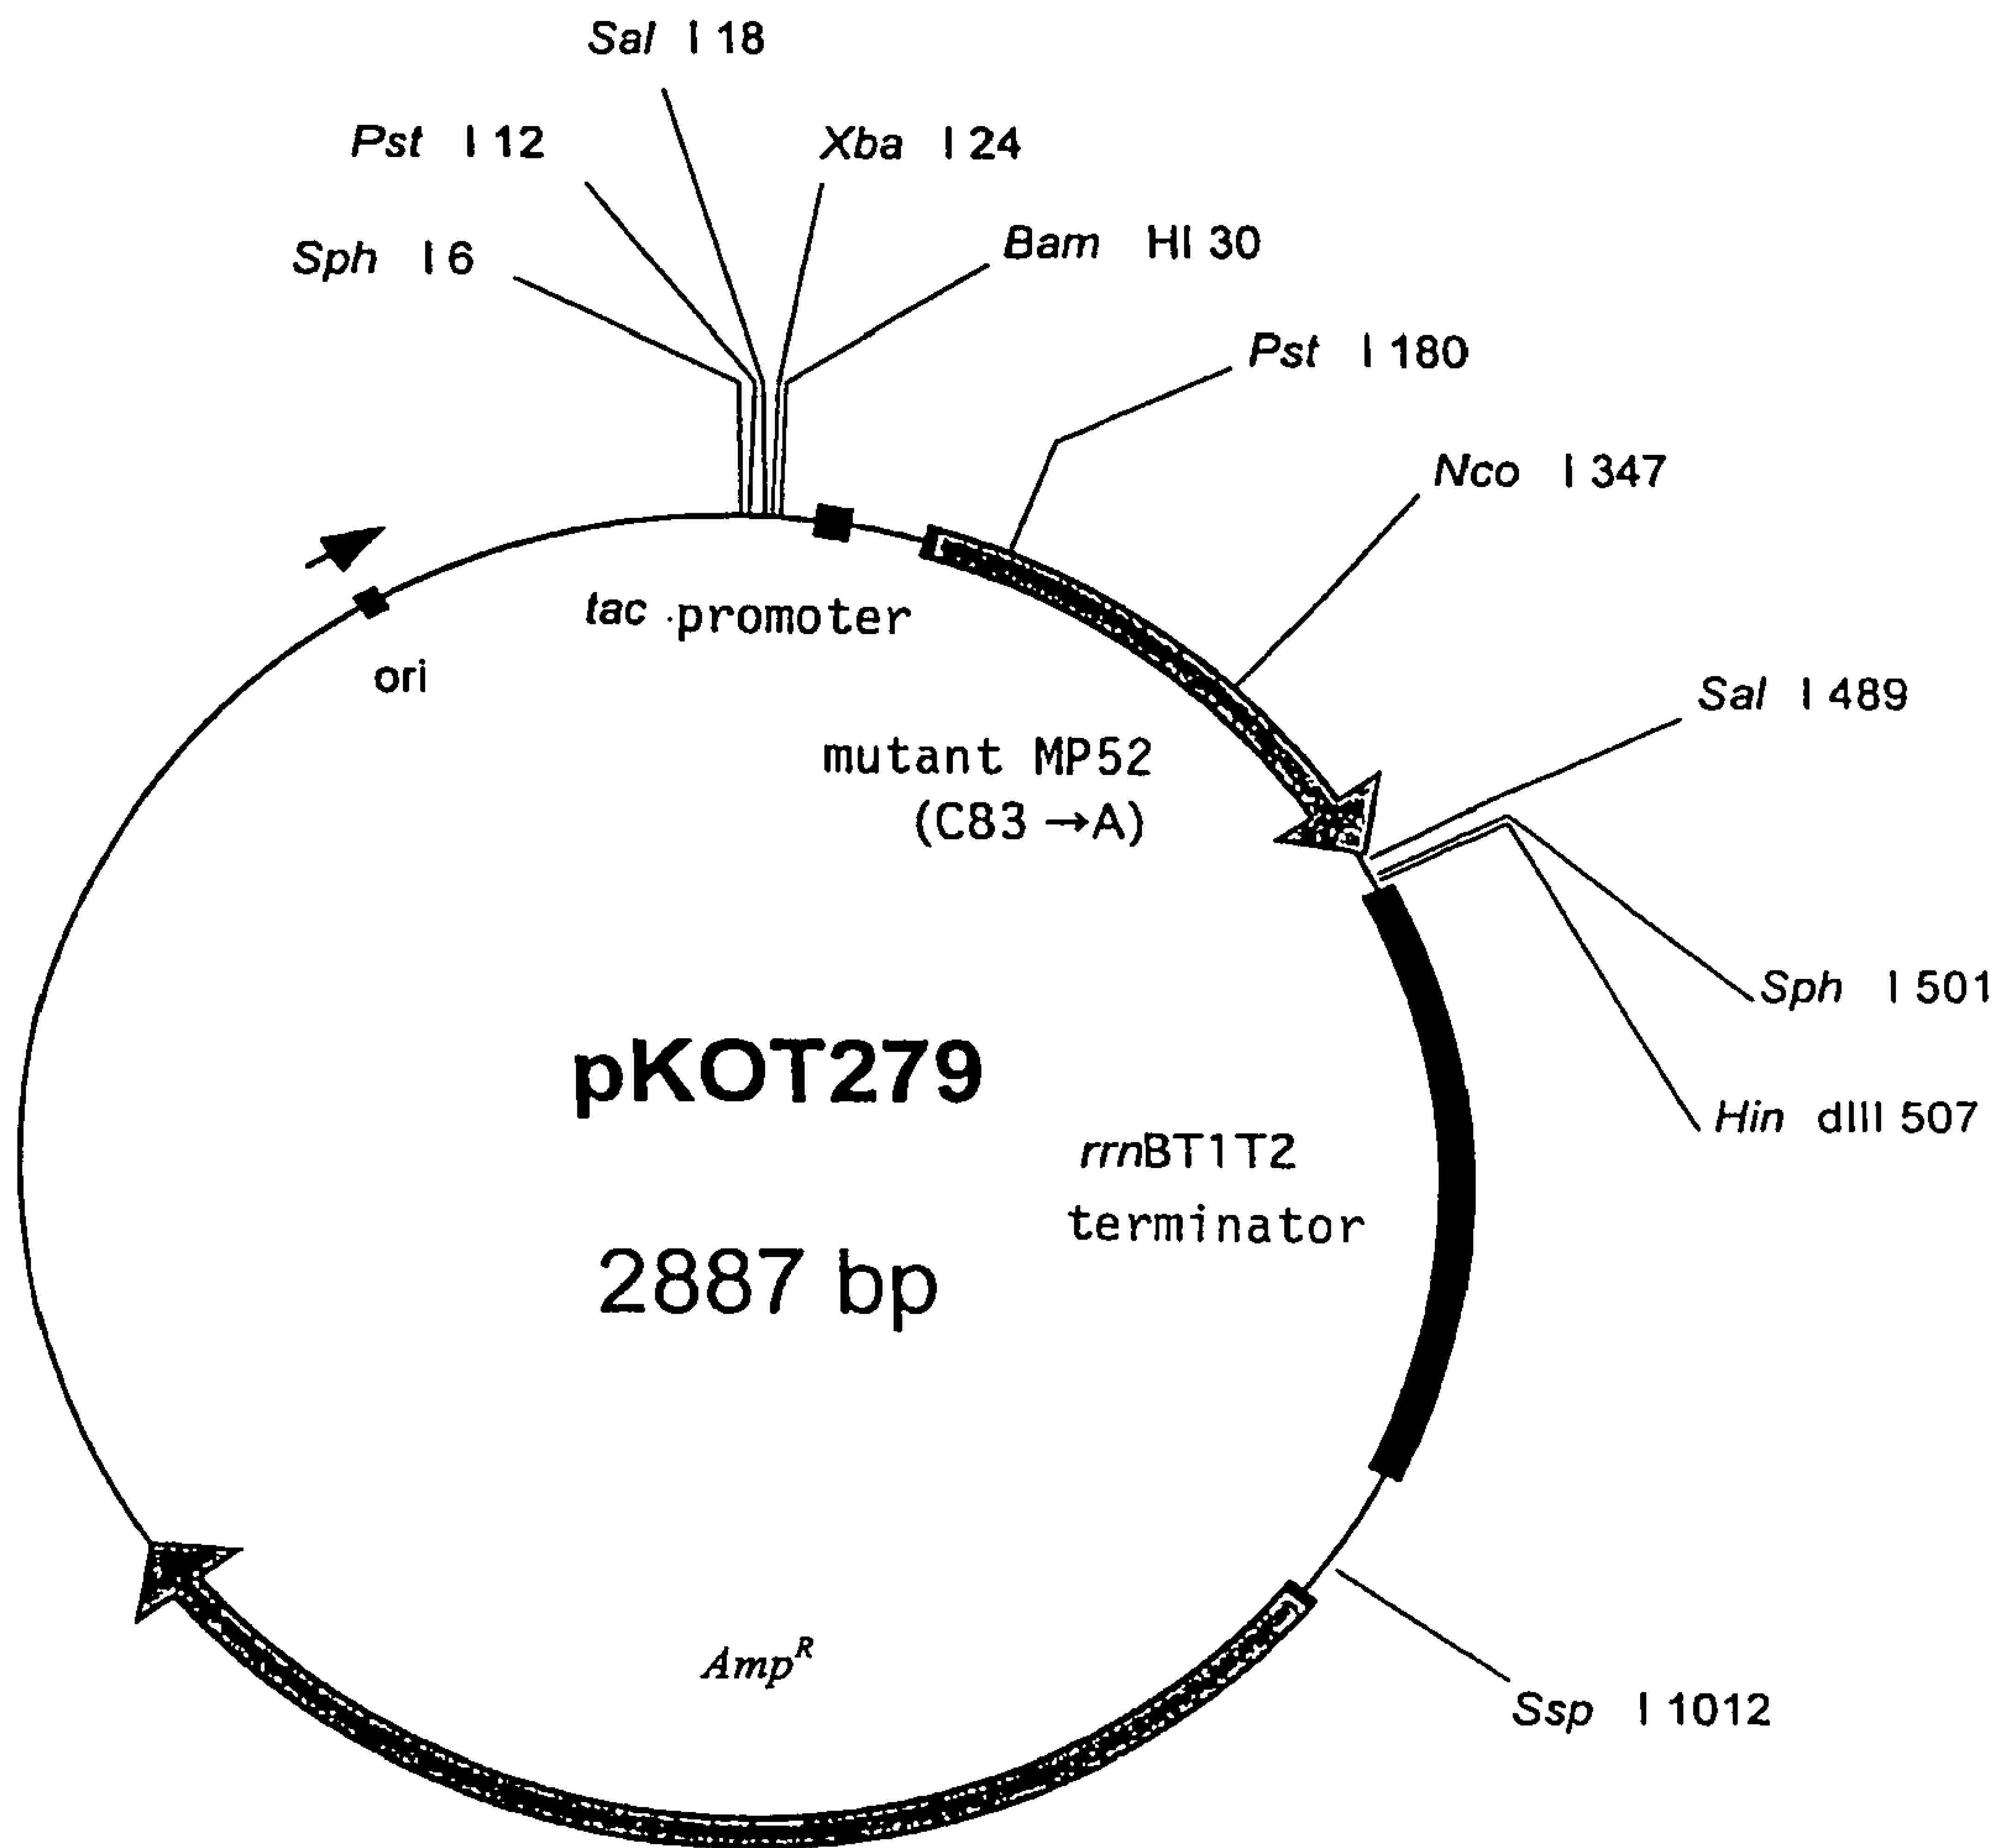 Sal I 18
Pst I 12
Xba I 24
Sph I 6
Bam HI 30
Pst I 180
Nco I 347
tac promoter
ori
Sal I 489
mutant MP52
(C83 →A)
Sph I 501
pKOT279
Hin dIII 507
rrnBT1T2
terminator
2887 bp
Amp^R
Ssp I 1012